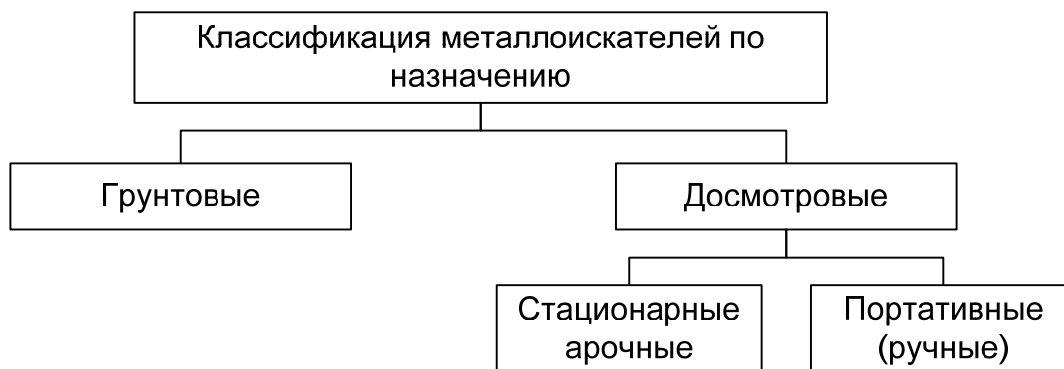 Классификация металлоискателей по
назначению
Грунтовые
Досмотровые
Стационарные
арочные
Портативные
(ручные)